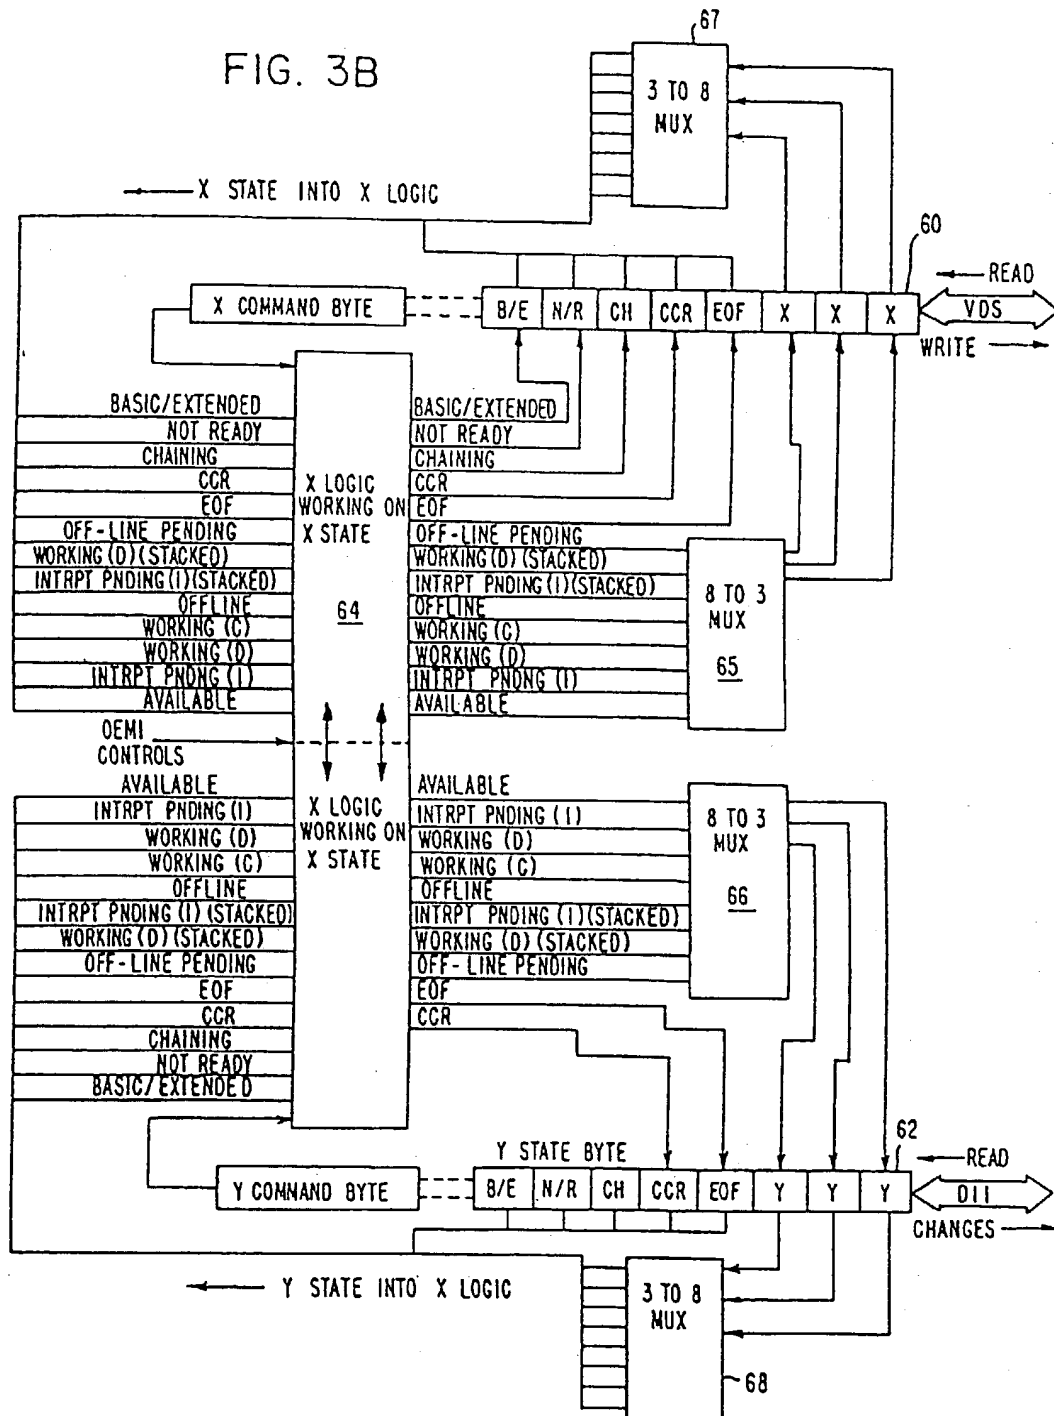 FIG. 3B
67
3 TO 8
MUX
← X STATE INTO X LOGIC
60
X COMMAND BYTE
B/E N/R CH CCR EOF X X X
← READ
VDS
WRITE →
BASIC/EXTENDED
NOT READY
CHAINING
CCR
EOF
OFF-LINE PENDING
WORKING (D)(STACKED)
INTRPT PNDING (I)(STACKED)
OFFLINE
WORKING (C)
WORKING (D)
INTRPT PNDNG (I)
AVAILABLE
X LOGIC
WORKING ON
X STATE
64
BASIC/EXTENDED
NOT READY
CHAINING
CCR
EOF
OFF-LINE PENDING
WORKING (D)(STACKED)
INTRPT PNDING (I)(STACKED)
OFFLINE
WORKING (C)
WORKING (D)
INTRPT PNDNG (I)
AVAILABLE
8 TO 3
MUX
65
OEMI
CONTROLS
AVAILABLE
INTRPT PNDING (I)
WORKING (D)
WORKING (C)
OFFLINE
INTRPT PNDING (I)(STACKED)
WORKING (D)(STACKED)
OFF-LINE PENDING
EOF
CCR
CHAINING
NOT READY
BASIC/EXTENDED
X LOGIC
WORKING ON
X STATE
AVAILABLE
INTRPT PNDING (I)
WORKING (D)
WORKING (C)
OFFLINE
INTRPT PNDING (I)(STACKED)
WORKING (D)(STACKED)
OFF-LINE PENDING
EOF
CCR
8 TO 3
MUX
66
Y STATE BYTE
62
Y COMMAND BYTE
B/E N/R CH CCR EOF Y Y Y
← READ
DII
CHANGES →
← Y STATE INTO X LOGIC
3 TO 8
MUX
68